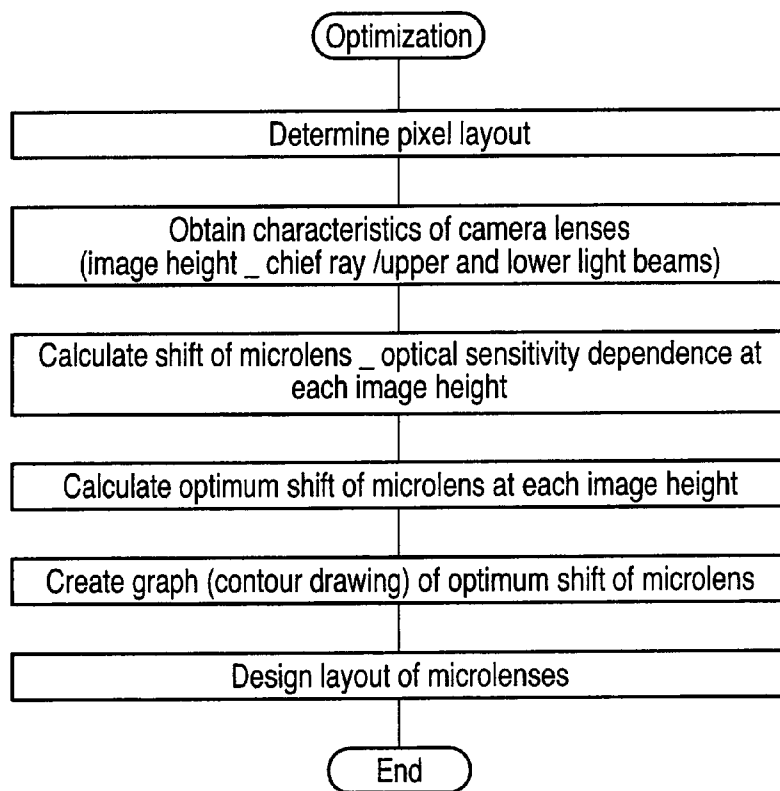 Optimization
Determine pixel layout
Obtain characteristics of camera lenses
(image height _ chief ray /upper and lower light beams)
Calculate shift of microlens _ optical sensitivity dependence at
each image height
Calculate optimum shift of microlens at each image height
Create graph (contour drawing) of optimum shift of microlens
Design layout of microlenses
End